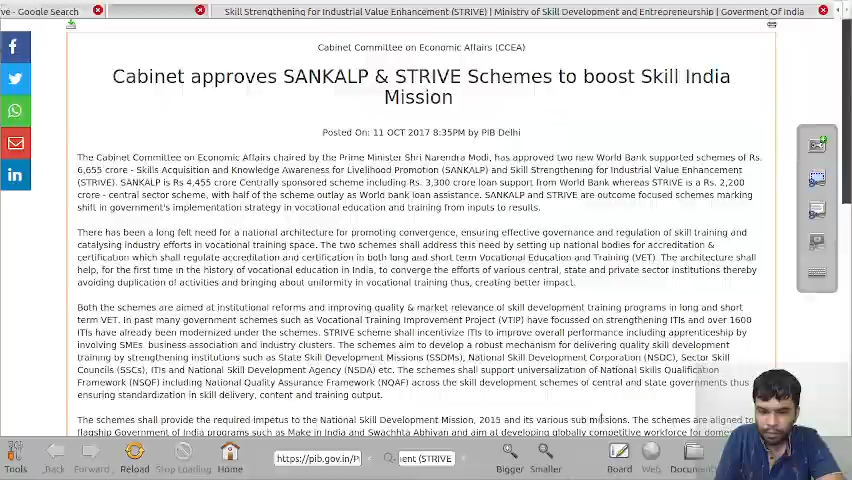 ve - Google Search
Skill Strengthening for Industrial Value Enhancement (STRIVE) | Ministry of Skill Development and Entrepreneurship | Goverment Of India
Cabinet Committee on Economic Affairs (CCEA)
Cabinet approves SANKALP & STRIVE Schemes to boost Skill India
Mission
Posted On: 11 OCT 2017 8:35PM by PIB Delhi
The Cabinet Committee on Economic Affairs chaired by the Prime Minister Shri Narendra Modi, has approved two new World Bank supported schemes of Rs.
6,655 crore - Skills Acquisition and Knowledge Awareness for Livelihood Promotion (SANKALP) and Skill Strengthening for Industrial Value Enhancement
(STRIVE). SANKALP is Rs 4,455 crore Centrally sponsored scheme including Rs. 3,300 crore loan support from World Bank whereas STRIVE is a Rs. 2,200
crore - central sector scheme, with half of the scheme outlay as World bank loan assistance. SANKALP and STRIVE are outcome focused schemes marking
shift in government's implementation strategy in vocational education and training from inputs to results.
There has been a long felt need for a national architecture for promoting convergence, ensuring effective governance and regulation of skill training and
catalysing industry efforts in vocational training space. The two schemes shall address this need by setting up national bodies for accreditation &
certification which shall regulate accreditation and certification in both long and short term Vocational Education and Training (VET). The architecture shall
help, for the first time in the history of vocational education in India, to converge the efforts of various central, state and private sector institutions thereby
avoiding duplication of activities and bringing about uniformity in vocational training thus, creating better impact.
Both the schemes are aimed at institutional reforms and improving quality & market relevance of skill development training programs in long and short
term VET. In past many government schemes such as Vocational Training Improvement Project (VTIP) have focussed on strengthening ITIs and over 1600
ITIs have already been modernized under the schemes. STRIVE scheme shall incentivize ITIs to improve overall performance including apprenticeship by
involving SMEs, business association and industry clusters. The schemes aim to develop a robust mechanism for delivering quality skill development
training by strengthening institutions such as State Skill Development Missions (SSDMs), National Skill Development Corporation (NSDC), Sector Skill
Councils (SSCs), ITIs and National Skill Development Agency (NSDA) etc. The schemes shall support universalization of National Skills Qualification
Framework (NSQF) including National Quality Assurance Framework (NQAF) across the skill development schemes of central and state governments thus
ensuring standardization in skill delivery, content and training output.
The schemes shall provide the required impetus to the National Skill Development Mission, 2015 and its various sub missions. The schemes are aligned to
flagship Government of India programs such as Make in India and Swachhta Abhiyan and aim at developing globally competitive workforce for
Tools
Back
Forward
Reload
Stop Loading
Home
https://pib.gov.in/P
ent (STRIVE
Bigger
Smaller
Board
Web